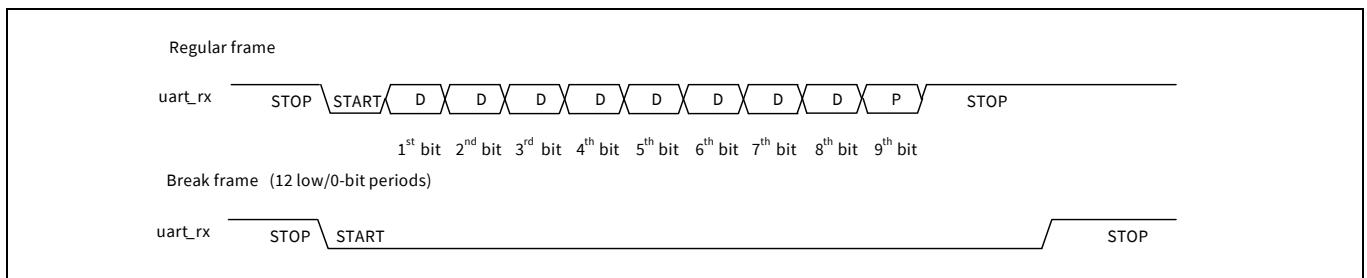 Regular frame
uart_rx STOP START D D D D D D D D P STOP
1st bit 2nd bit 3rd bit 4th bit 5th bit 6th bit 7th bit 8th bit 9th bit
Break frame (12 low/0-bit periods)
uart_rx STOP START STOP